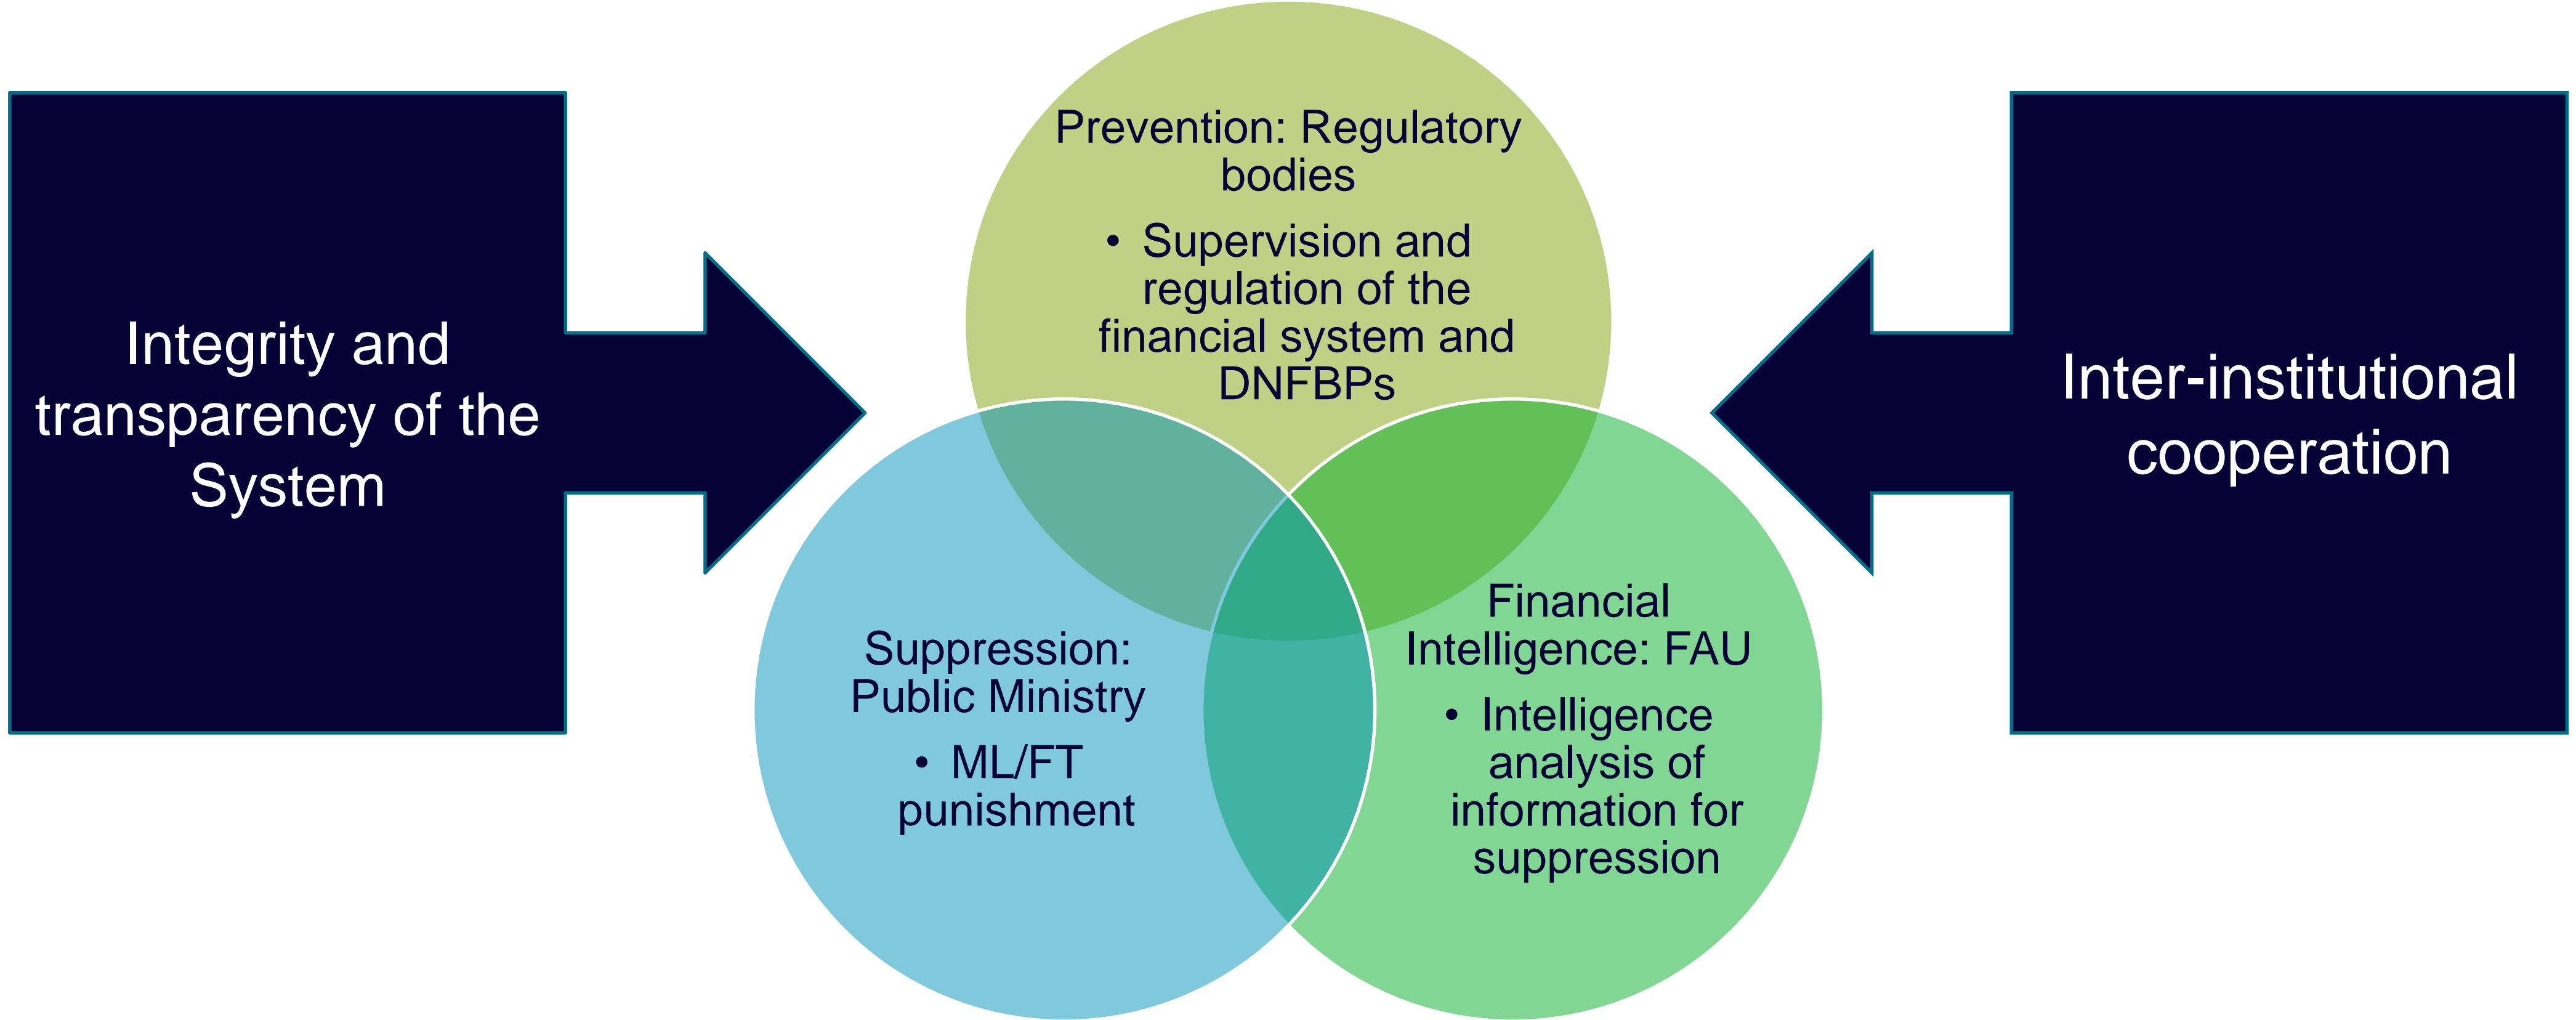 Integrity and
transparency of the
System
Prevention: Regulatory
bodies
• Supervision and
regulation of the
financial system and
DNFBPs
Suppression:
Public Ministry
• ML/FT
punishment
Financial
Intelligence: FAU
• Intelligence
analysis of
information for
suppression
Inter-institutional
cooperation